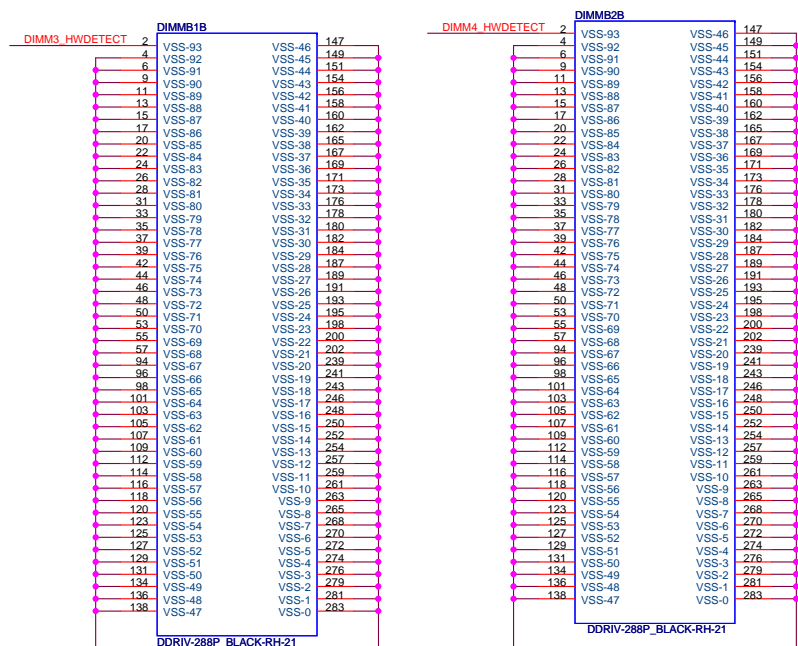 DIMMB1B
DIMM3_HWDETECT 2 VSS-93 VSS-46 147
4 VSS-92 VSS-45 149
6 VSS-91 VSS-44 151
9 VSS-90 VSS-43 154
11 VSS-89 VSS-42 156
13 VSS-88 VSS-41 158
15 VSS-87 VSS-40 160
17 VSS-86 VSS-39 162
20 VSS-85 VSS-38 165
22 VSS-84 VSS-37 167
24 VSS-83 VSS-36 169
26 VSS-82 VSS-35 171
28 VSS-81 VSS-34 173
31 VSS-80 VSS-33 176
33 VSS-79 VSS-32 178
35 VSS-78 VSS-31 180
37 VSS-77 VSS-30 182
39 VSS-76 VSS-29 184
42 VSS-75 VSS-28 187
44 VSS-74 VSS-27 189
46 VSS-73 VSS-26 191
48 VSS-72 VSS-25 193
50 VSS-71 VSS-24 195
53 VSS-70 VSS-23 198
55 VSS-69 VSS-22 200
57 VSS-68 VSS-21 202
94 VSS-67 VSS-20 239
96 VSS-66 VSS-19 241
98 VSS-65 VSS-18 243
101 VSS-64 VSS-17 246
103 VSS-63 VSS-16 248
105 VSS-62 VSS-15 250
107 VSS-61 VSS-14 252
109 VSS-60 VSS-13 254
112 VSS-59 VSS-12 257
114 VSS-58 VSS-11 259
116 VSS-57 VSS-10 261
118 VSS-56 VSS-9 263
120 VSS-55 VSS-8 265
123 VSS-54 VSS-7 268
125 VSS-53 VSS-6 270
127 VSS-52 VSS-5 272
129 VSS-51 VSS-4 274
131 VSS-50 VSS-3 276
134 VSS-49 VSS-2 279
136 VSS-48 VSS-1 281
138 VSS-47 VSS-0 283
DDRIV-288P_BLACK-RH-21
DIMMB2B
DIMM4_HWDETECT 2 VSS-93 VSS-46 147
4 VSS-92 VSS-45 149
6 VSS-91 VSS-44 151
9 VSS-90 VSS-43 154
11 VSS-89 VSS-42 156
13 VSS-88 VSS-41 158
15 VSS-87 VSS-40 160
17 VSS-86 VSS-39 162
20 VSS-85 VSS-38 165
22 VSS-84 VSS-37 167
24 VSS-83 VSS-36 169
26 VSS-82 VSS-35 171
28 VSS-81 VSS-34 173
31 VSS-80 VSS-33 176
33 VSS-79 VSS-32 178
35 VSS-78 VSS-31 180
37 VSS-77 VSS-30 182
39 VSS-76 VSS-29 184
42 VSS-75 VSS-28 187
44 VSS-74 VSS-27 189
46 VSS-73 VSS-26 191
48 VSS-72 VSS-25 193
50 VSS-71 VSS-24 195
53 VSS-70 VSS-23 198
55 VSS-69 VSS-22 200
57 VSS-68 VSS-21 202
94 VSS-67 VSS-20 239
96 VSS-66 VSS-19 241
98 VSS-65 VSS-18 243
101 VSS-64 VSS-17 246
103 VSS-63 VSS-16 248
105 VSS-62 VSS-15 250
107 VSS-61 VSS-14 252
109 VSS-60 VSS-13 254
112 VSS-59 VSS-12 257
114 VSS-58 VSS-11 259
116 VSS-57 VSS-10 261
118 VSS-56 VSS-9 263
120 VSS-55 VSS-8 265
123 VSS-54 VSS-7 268
125 VSS-53 VSS-6 270
127 VSS-52 VSS-5 272
129 VSS-51 VSS-4 274
131 VSS-50 VSS-3 276
134 VSS-49 VSS-2 279
136 VSS-48 VSS-1 281
138 VSS-47 VSS-0 283
DDRIV-288P_BLACK-RH-21